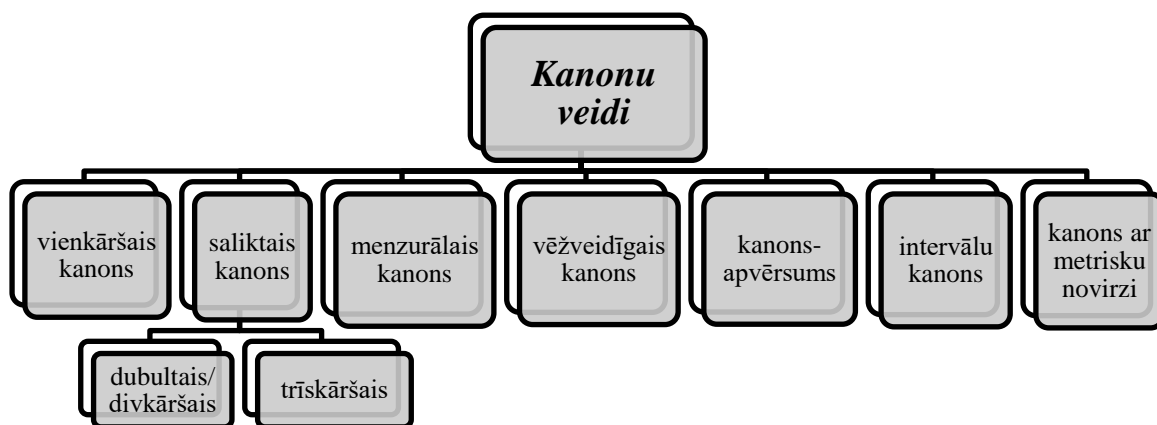 Kanonu
veidi
vienkāršais
kanons
saliktais
kanons
menzurālais
kanons
vēžveidīgais
kanons
kanons-
apvērsums
intervālu
kanons
kanons ar
metrisku
novirzi
dubultais/
divkāršais
trīskāršais